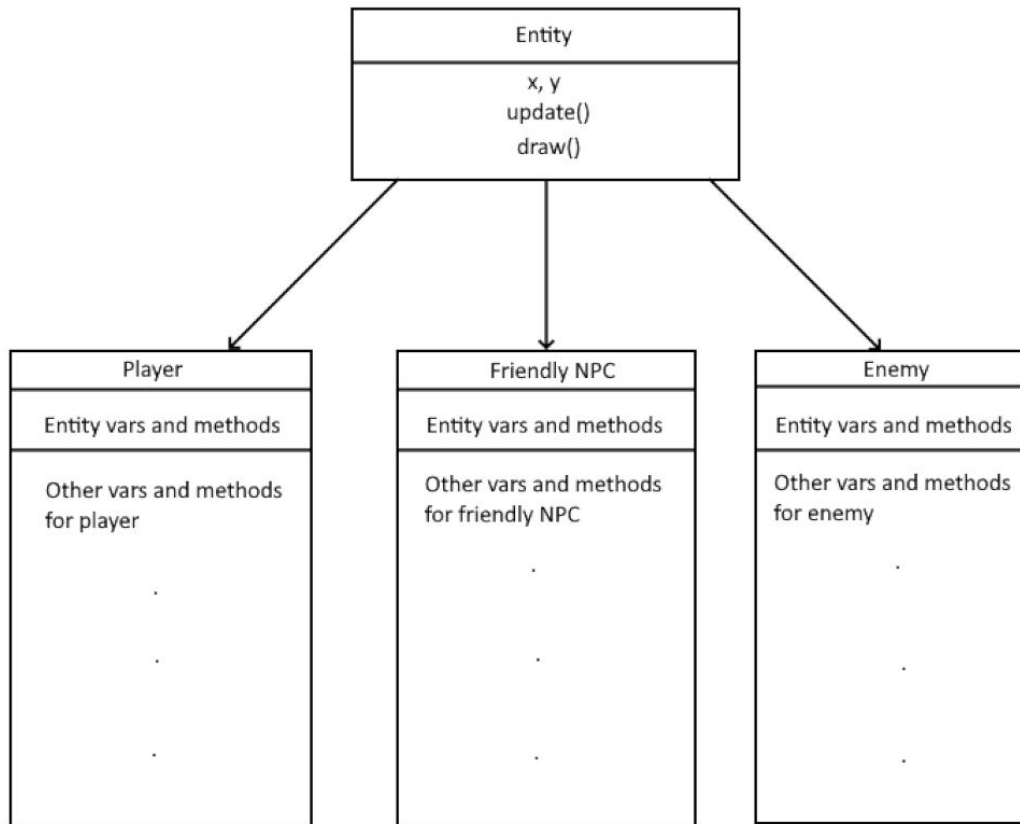 Entity
x, y
update()
draw()
Player
Entity vars and methods
Other vars and methods
for player
.
.
.
Friendly NPC
Entity vars and methods
Other vars and methods
for friendly NPC
.
.
.
Enemy
Entity vars and methods
Other vars and methods
for enemy
.
.
.